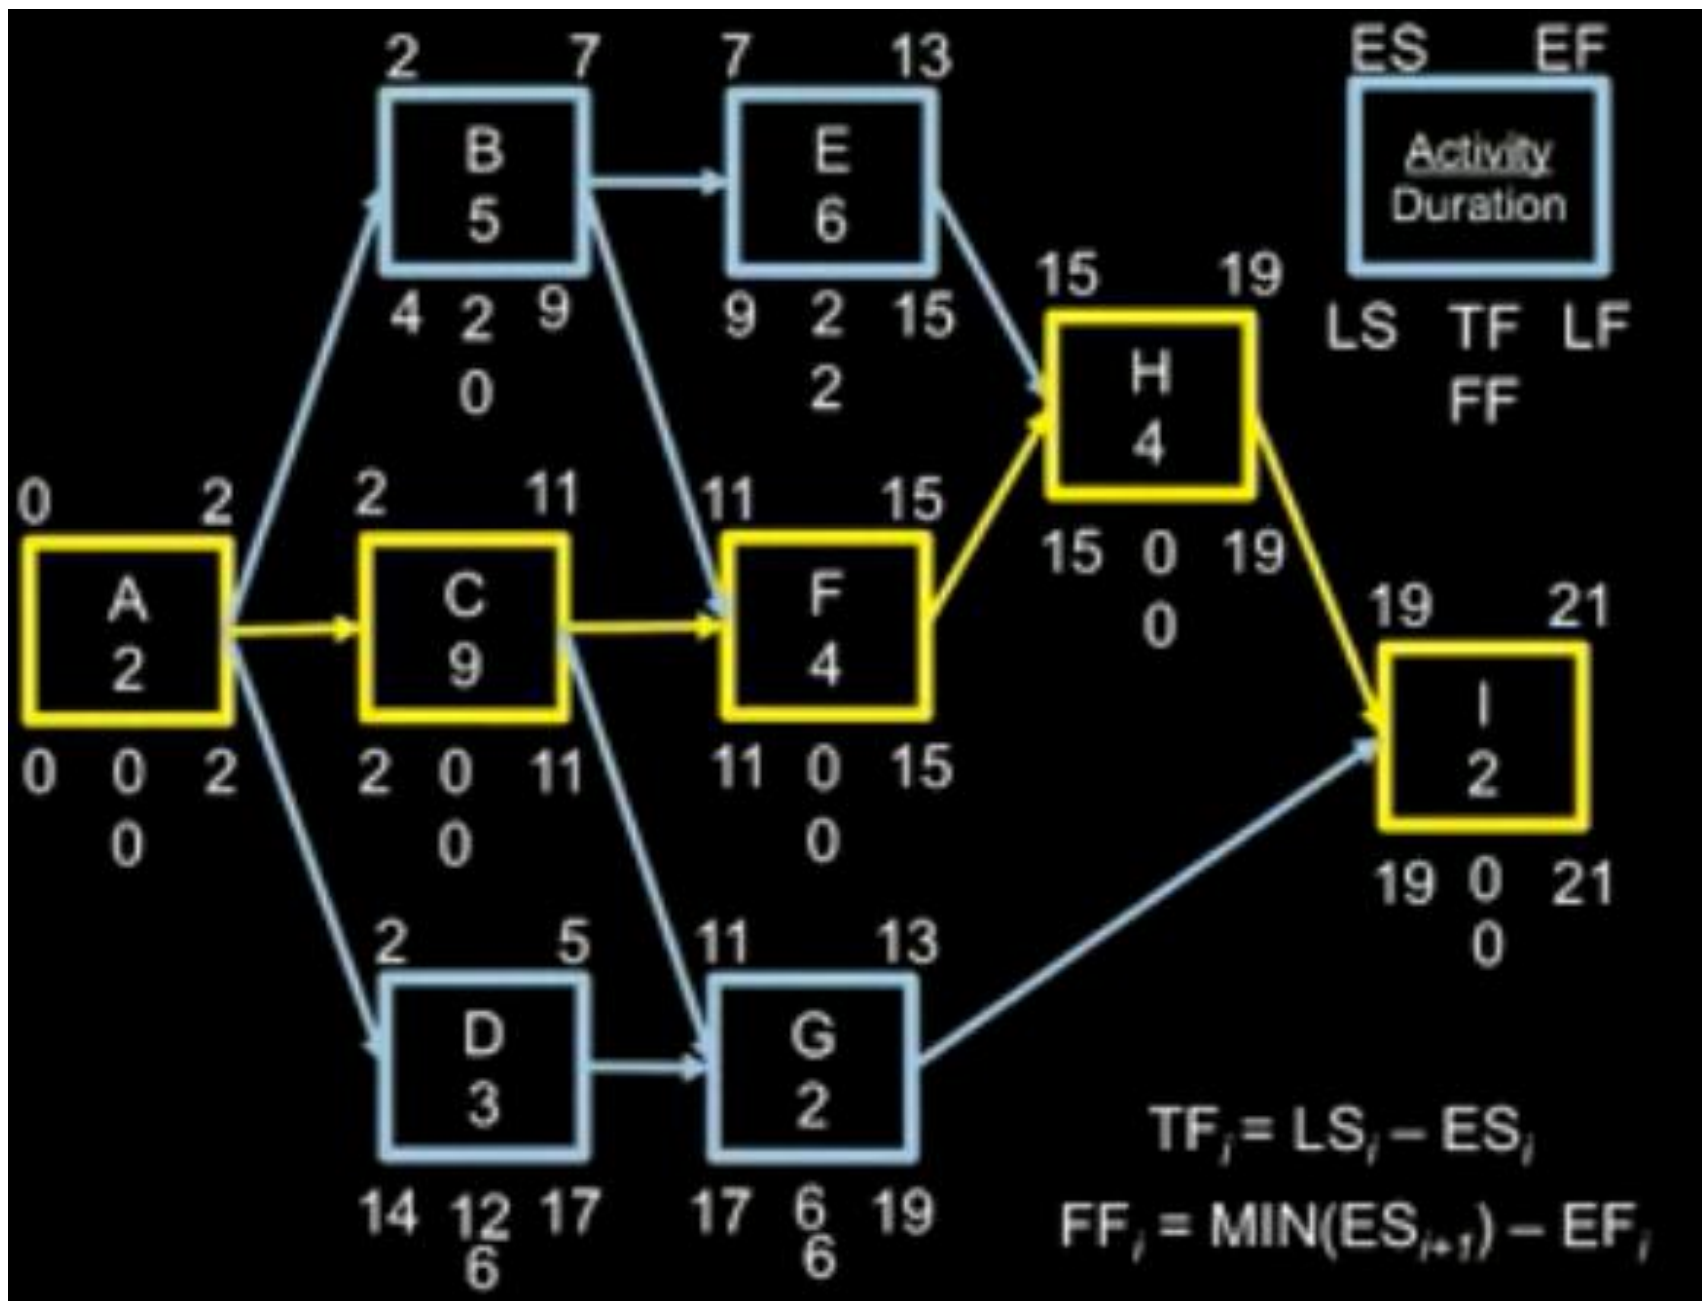 2 7
B
5
4 2 9
0
7 13
E
6
9 2 15
2
ES EF
Activity
Duration
LS TF LF
FF
15 19
H
4
15 0 19
0
0 2
A
2
0 0 2
0
2 11
C
9
2 0 11
0
11 15
F
4
11 0 15
0
19 21
I
2
19 0 21
0
2 5
D
3
14 12 17
6
11 13
G
2
17 6 19
6
TFi = LSi – ESi
FFi = MIN(ESi+1) – EFi